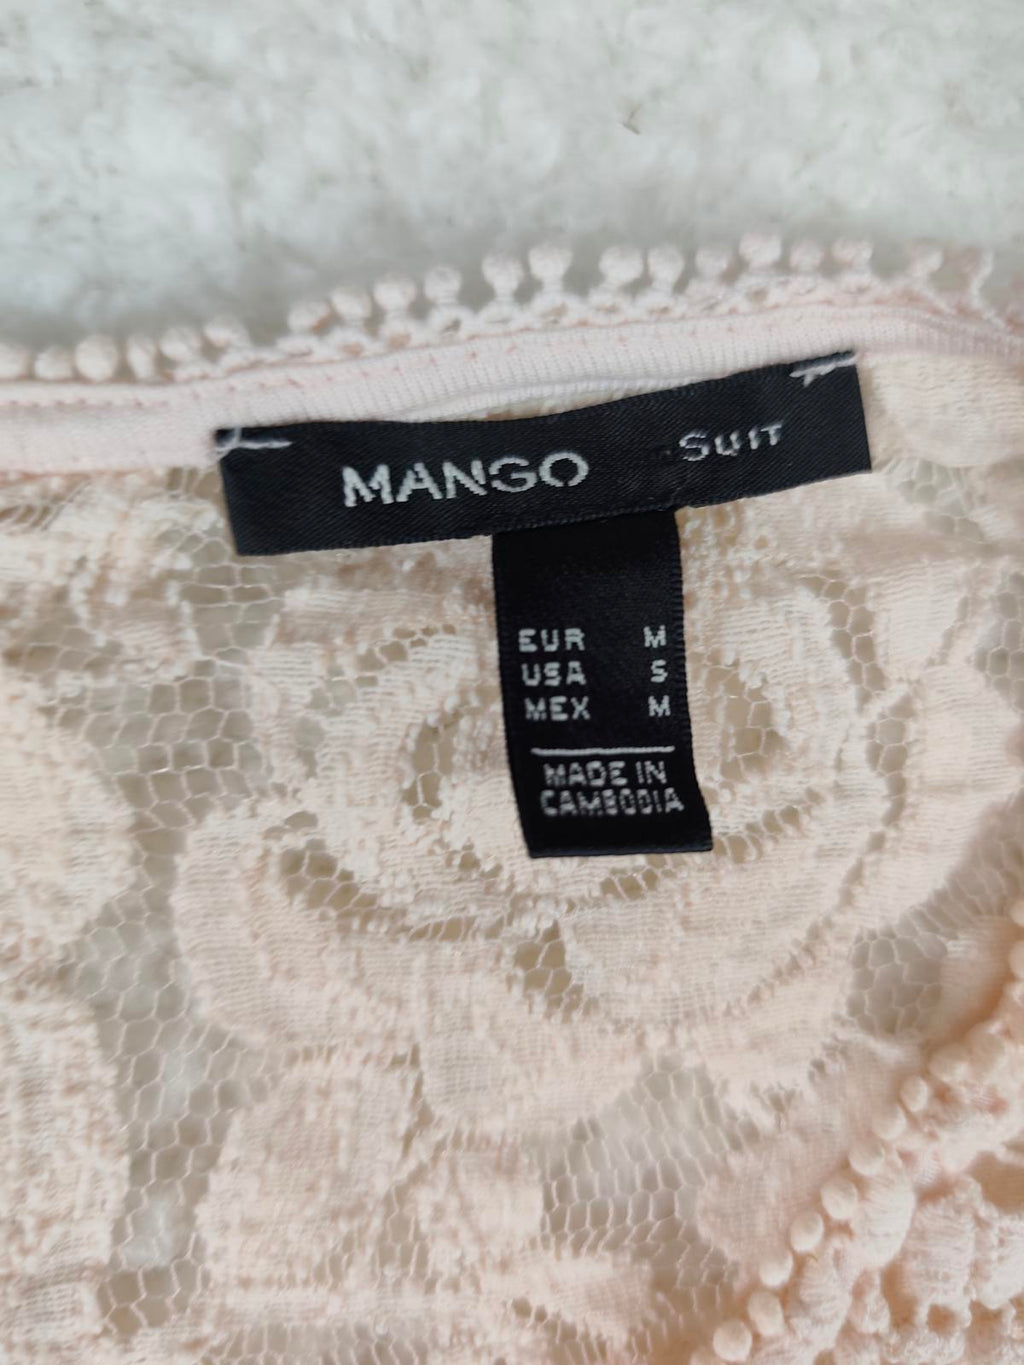 MANGO SUIT
EUR M
USA S
MEX M
MADE IN
CAMBODIA